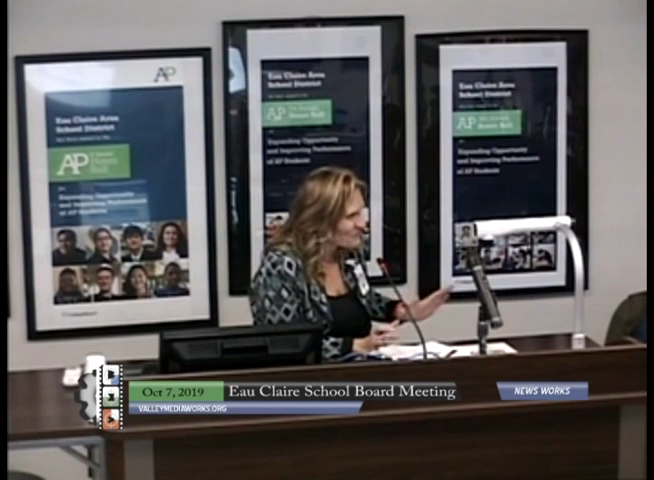 AP
Eau Claire Area
School District
AP
Honor
Roll
Expanding Opportunity
and Improving Performance
of AP Students
Eau Claire Area
School District
AP
Honor Roll
Expanding Opportunity
and Improving Performance
of AP Students
Eau Claire Area
School District
AP
Honor Roll
Expanding Opportunity
and Improving Performance
of AP Students
Oct 7, 2019
Eau Claire School Board Meeting
NEWS WORKS
VALLEYMEDIAWORKS.ORG